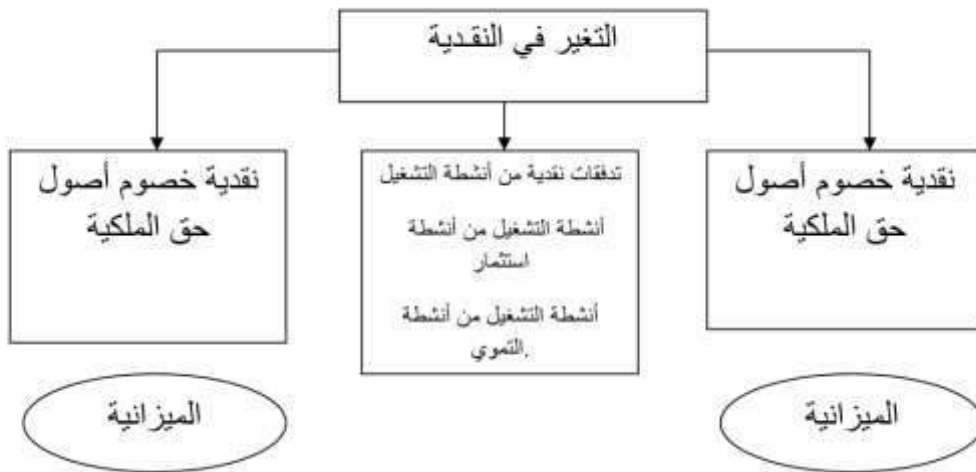 التغير في النقدية
نقدية خصوم أصول
حق الملكية
تدفقات نقدية من أنشطة التشغيل
أنشطة التشغيل من أنشطة
استثمار
أنشطة التشغيل من أنشطة
التموي.
نقدية خصوم أصول
حق الملكية
الميزانية
الميزانية